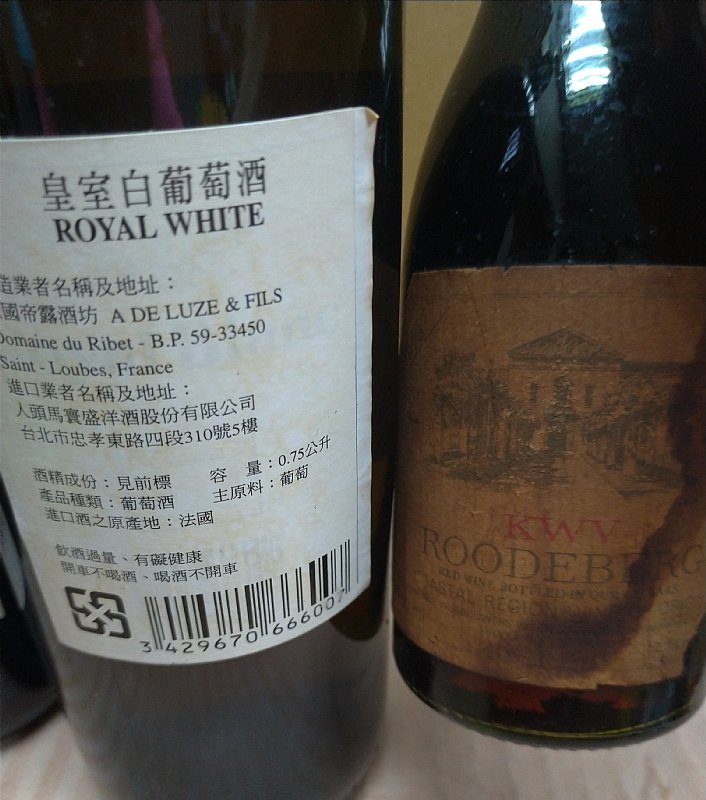 皇室白葡萄酒
ROYAL WHITE
造業者名稱及地址：
國帝露酒坊 A DE LUZE & FILS
Domaine du Ribet - B.P. 59-33450
Saint - Loubes, France
進口業者名稱及地址：
人頭馬寰盛洋酒股份有限公司
台北市忠孝東路四段310號5樓
酒精成份：見前標 容量：0.75公升
產品種類：葡萄酒 主原料：葡萄
進口酒之原產地：法國
飲酒過量、有礙健康
開車不喝酒、喝酒不開車
3 429670 666007
KWV
ROODEBERG
RED WINE BOTTLED IN OUR
REGION